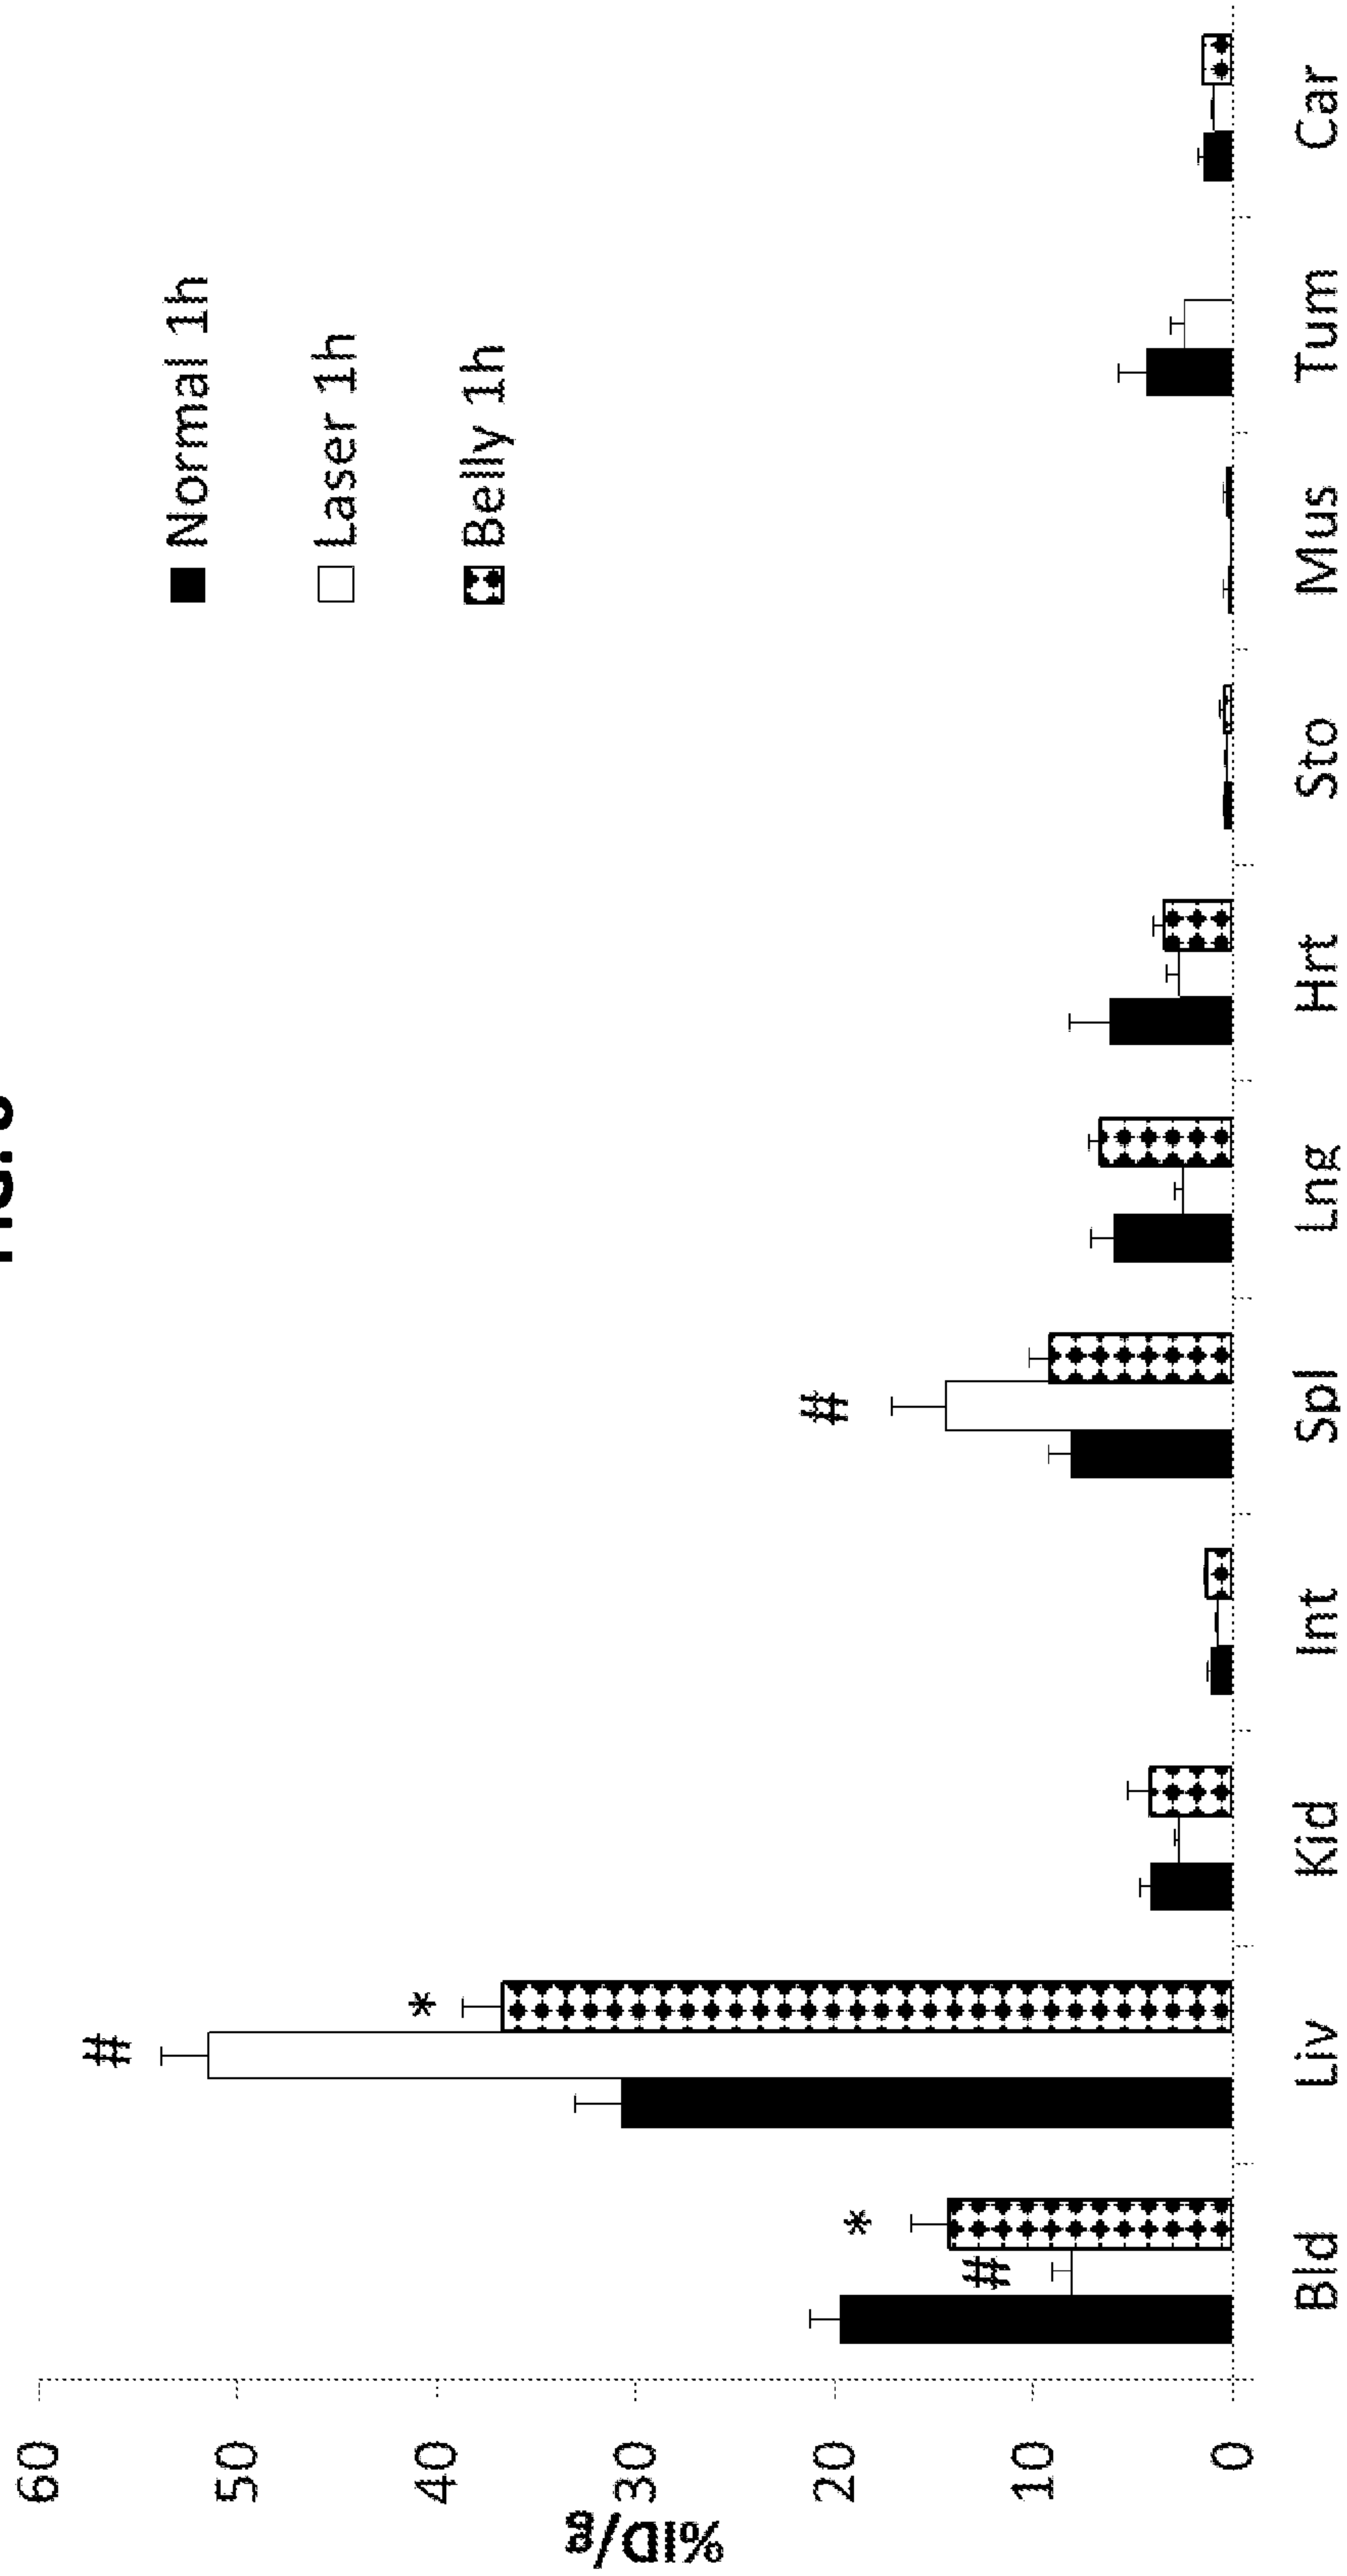 Normal 1h
Laser 1h
Belly 1h
%ID/g
60
50
40
30
20
10
0
#
*
#
*
#
Bld Liv Kid Int Spl Lng Hrt Sto Mus Tum Car